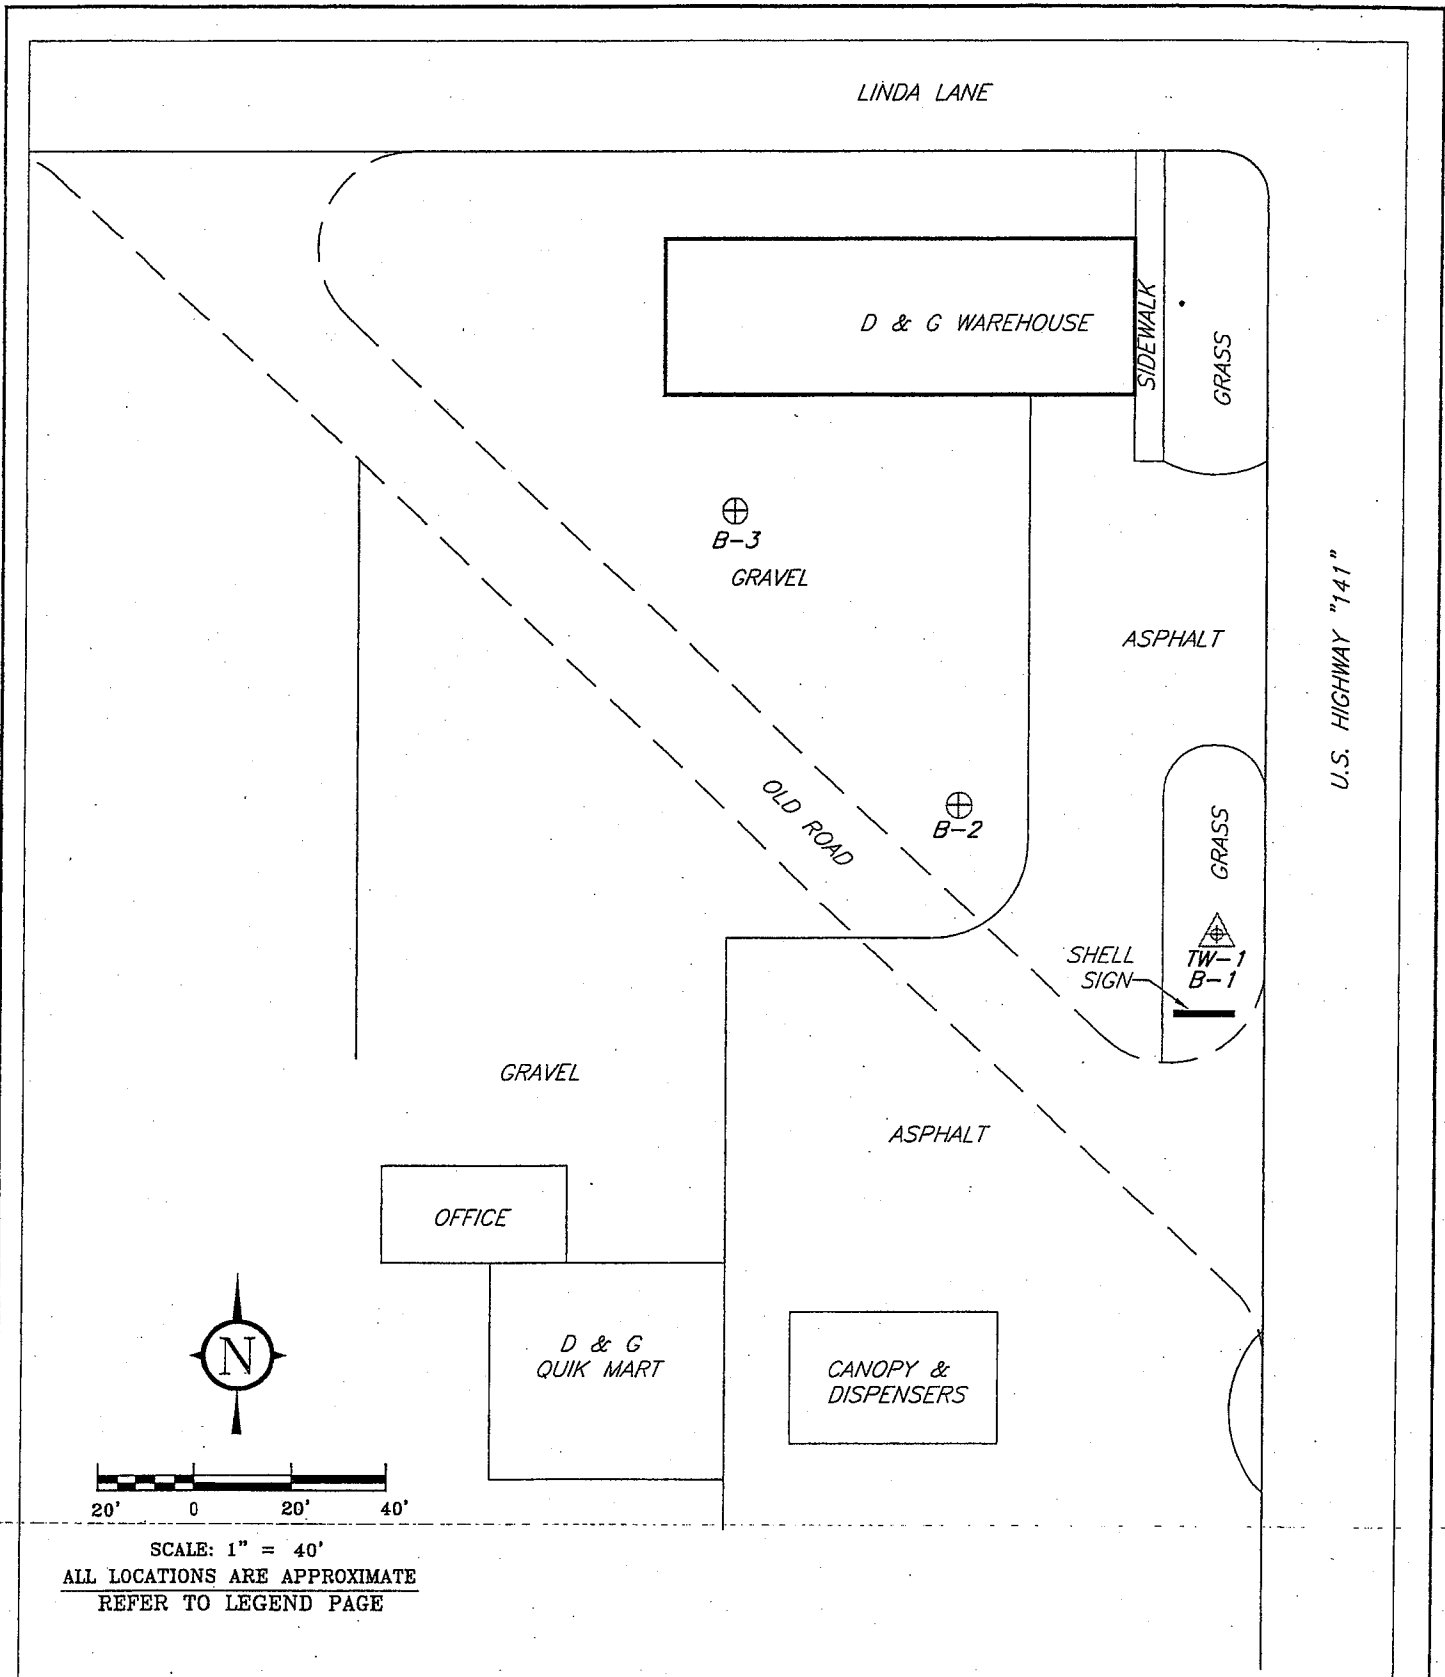 LINDA LANE
D & G WAREHOUSE
SIDEWALK
GRASS
B-3
GRAVEL
ASPHALT
U.S. HIGHWAY "141"
OLD ROAD
B-2
GRASS
SHELL
SIGN
TW-1
B-1
GRAVEL
ASPHALT
OFFICE
D & G
QUIK MART
CANOPY &
DISPENSERS
N
20' 0 20' 40'
SCALE: 1" = 40'
ALL LOCATIONS ARE APPROXIMATE
REFER TO LEGEND PAGE